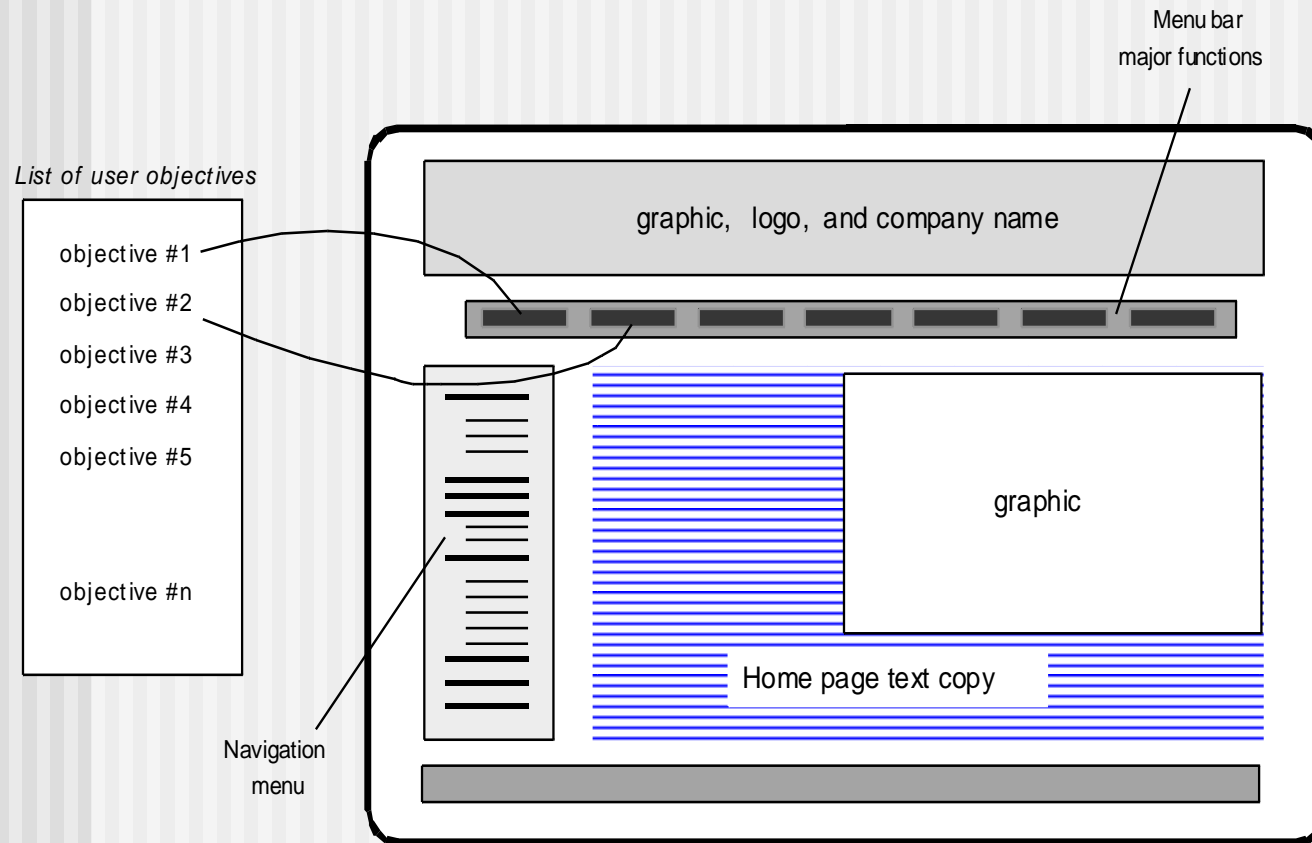 Menu bar
major functions
List of user objectives
graphic, logo, and company name
objective #1
objective #2
objective #3
objective #4
objective #5
objective #n
graphic
Home page text copy
Navigation
menu